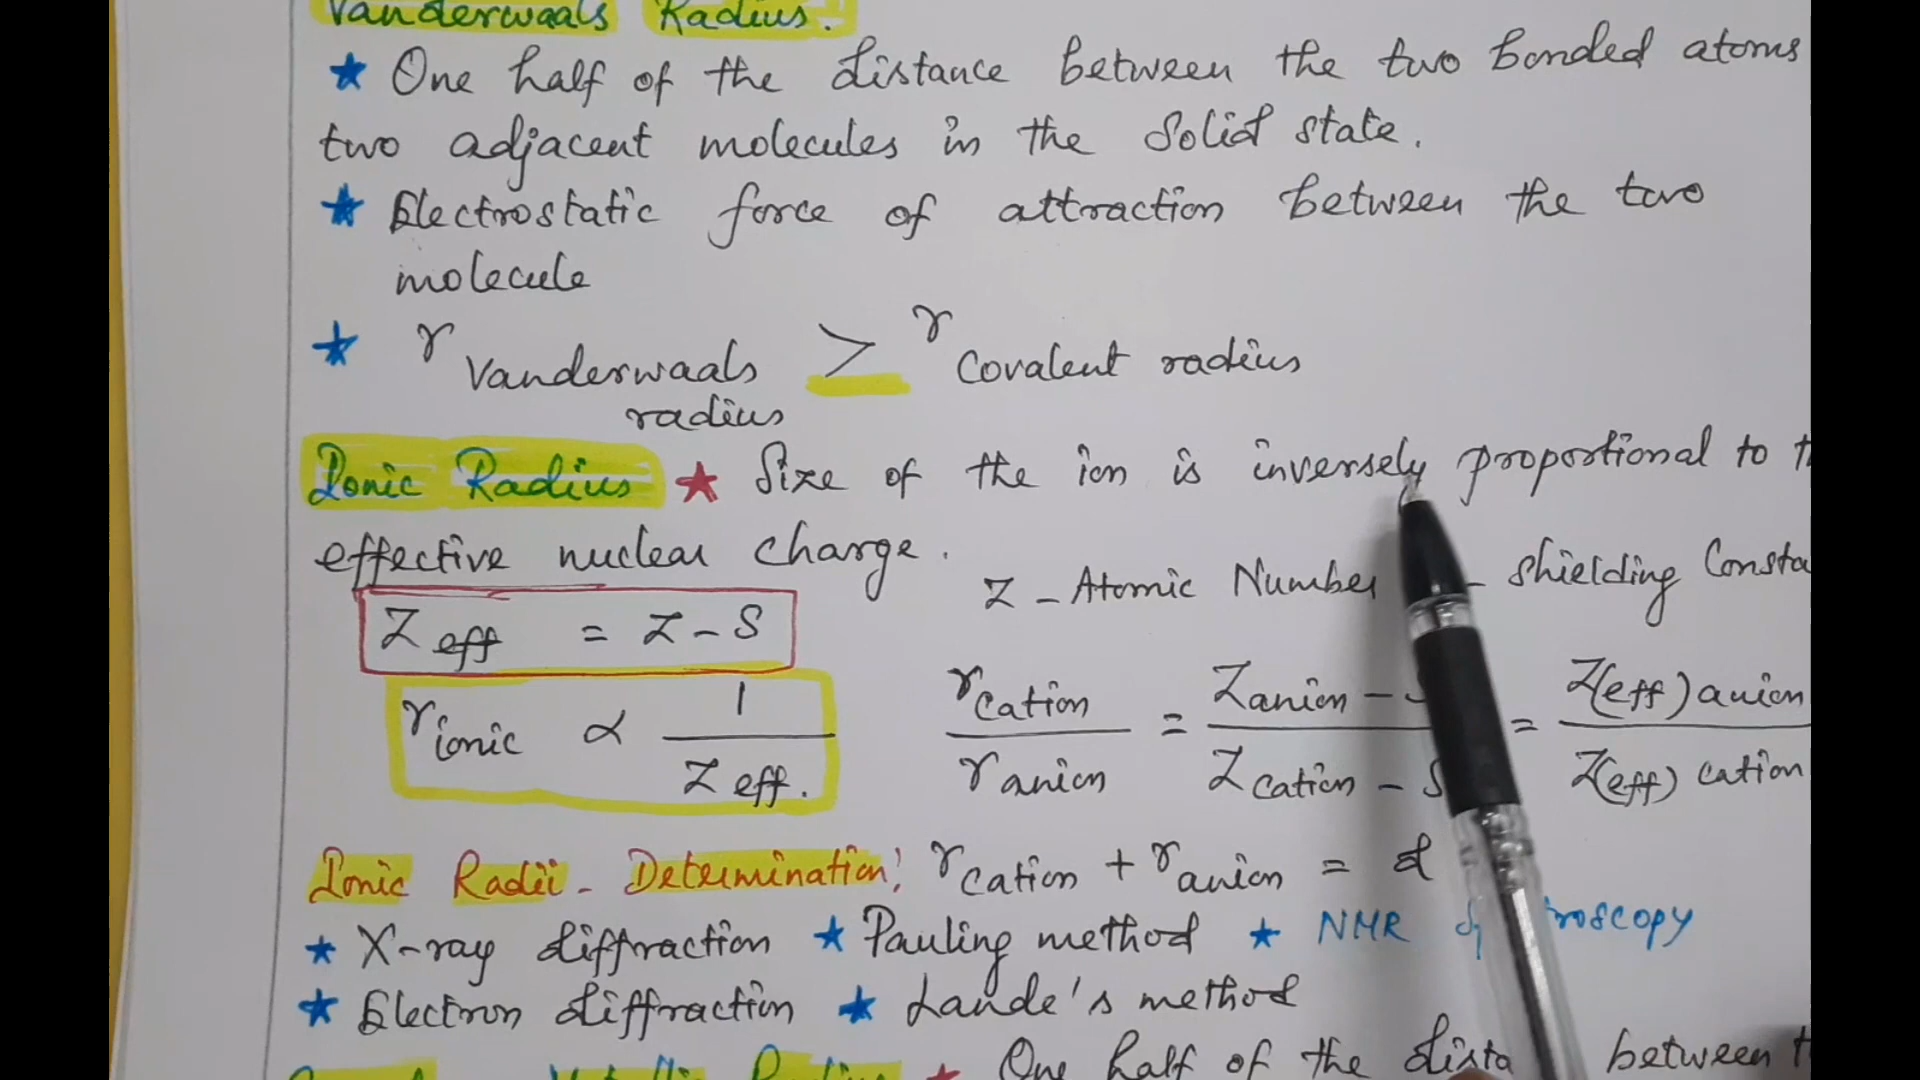 Vanderwaals Radius.
★ One half of the distance between the two bonded atoms
two adjacent molecules in the solid state.
★ Electrostatic force of attraction between the two
molecule
★ r Vanderwaals radius > r Covalent radius
Ionic Radius ★ Size of the ion is inversely proportional to
effective nuclear charge.
Z - Atomic Number - Shielding
Z eff = Z - S
r ionic ∝ 1 / Z eff.
r cation / r anion = Z anion - / Z cation - S = Z(eff) anion / Z(eff) cation
Ionic Radii - Determination: r cation + r anion = d
★ X-ray diffraction ★ Pauling method ★ NMR
★ Electron diffraction ★ Lande's method
★ One half of the between